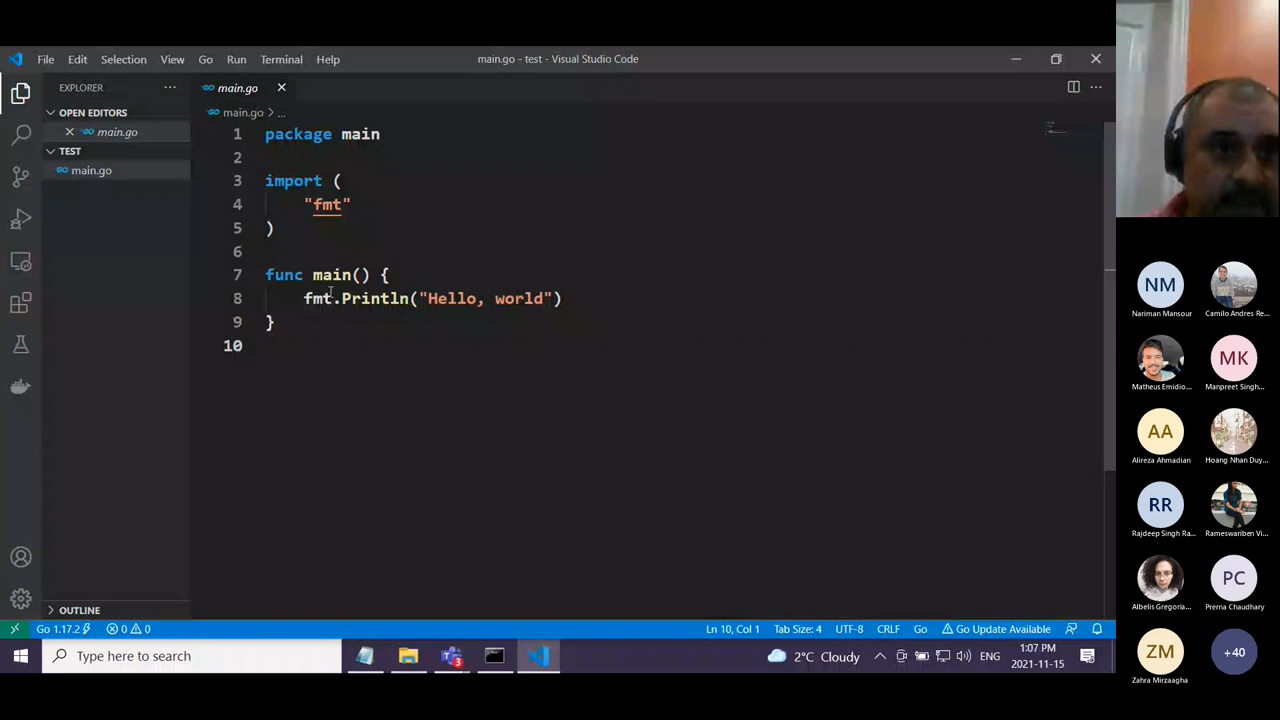 File Edit Selection View Go Run Terminal Help
main.go - test - Visual Studio Code
EXPLORER
OPEN EDITORS
main.go
TEST
main.go
OUTLINE
main.go
main.go > ...
1 package main
2
3 import (
4 "fmt"
5 )
6
7 func main() {
8 fmt.Println("Hello, world")
9 }
10
Go 1.17.2 0 0
Ln 10, Col 1 Tab Size: 4 UTF-8 CRLF Go Go Update Available
Type here to search
3
2°C Cloudy
ENG
1:07 PM
2021-11-15
NM
Nariman Mansour
Camilo Andres Re...
Matheus Emidio...
MK
Manpreet Singh...
AA
Alireza Ahmadian
Hoang Nhan Duy...
RR
Rajdeep Singh Ra...
Rameswariben Vi...
Albelis Gregoria...
PC
Prerna Chaudhary
ZM
Zahra Mirzaagha
+40